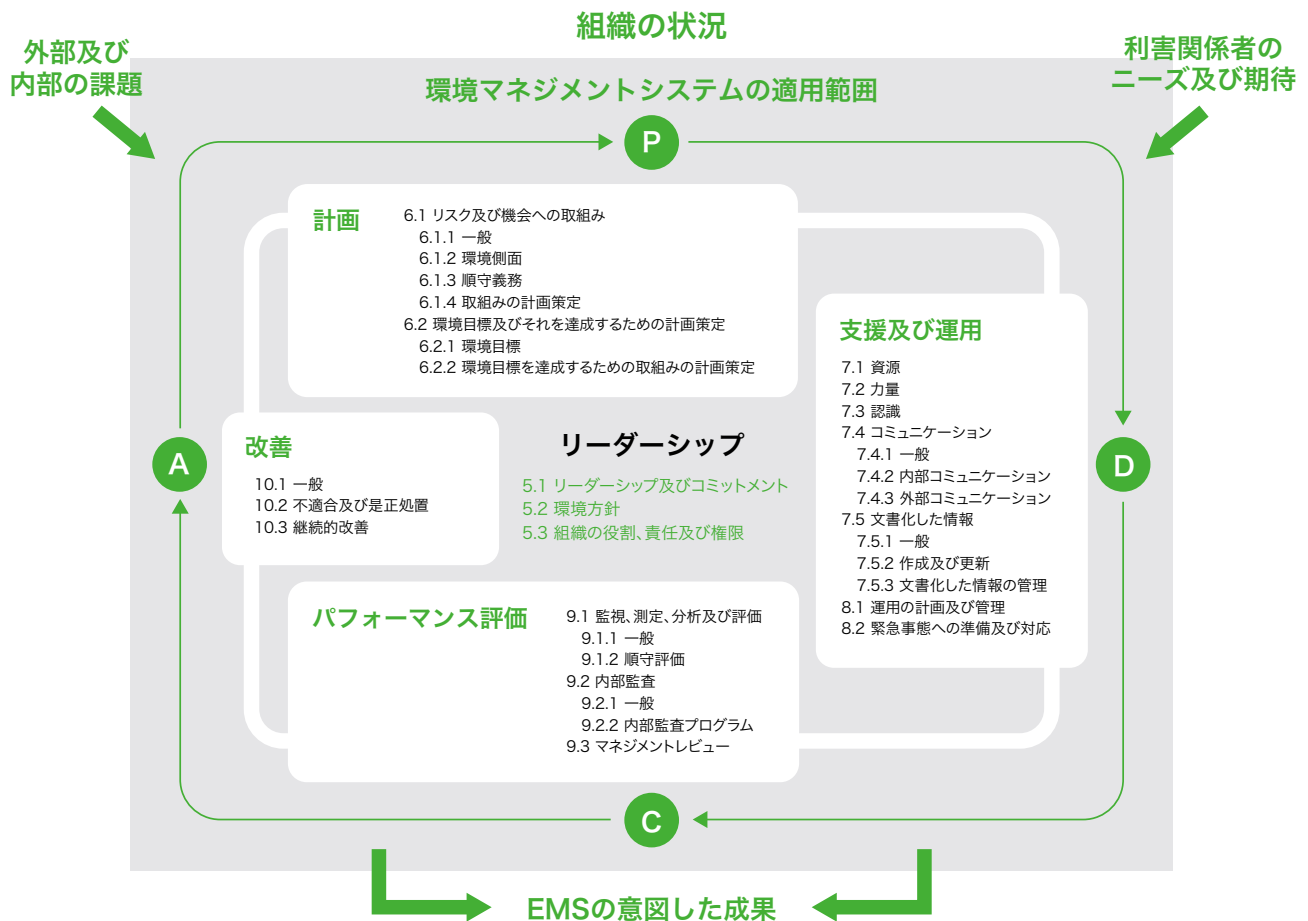 組織の状況
外部及び
内部の課題
利害関係者の
ニーズ及び期待
環境マネジメントシステムの適用範囲
P
計画
6.1 リスク及び機会への取組み
6.1.1 一般
6.1.2 環境側面
6.1.3 順守義務
6.1.4 取組みの計画策定
6.2 環境目標及びそれを達成するための計画策定
6.2.1 環境目標
6.2.2 環境目標を達成するための取組みの計画策定
支援及び運用
7.1 資源
7.2 力量
7.3 認識
7.4 コミュニケーション
7.4.1 一般
7.4.2 内部コミュニケーション
7.4.3 外部コミュニケーション
7.5 文書化した情報
7.5.1 一般
7.5.2 作成及び更新
7.5.3 文書化した情報の管理
8.1 運用の計画及び管理
8.2 緊急事態への準備及び対応
D
A
改善
10.1 一般
10.2 不適合及び是正処置
10.3 継続的改善
リーダーシップ
5.1 リーダーシップ及びコミットメント
5.2 環境方針
5.3 組織の役割、責任及び権限
パフォーマンス評価
9.1 監視、測定、分析及び評価
9.1.1 一般
9.1.2 順守評価
9.2 内部監査
9.2.1 一般
9.2.2 内部監査プログラム
9.3 マネジメントレビュー
C
EMSの意図した成果